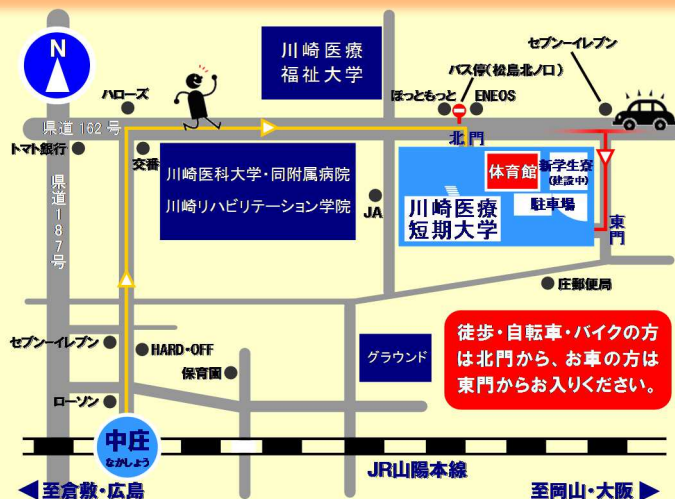 N
川崎医療
福祉大学
セブンーイレブン
バス停(松島北ノ口)
ハローズ
ほっともっと
ENEOS
県道162号
北門
トマト銀行
交番
川崎医科大学・同附属病院
川崎リハビリテーション学院
体育館
新学生寮
(建設中)
駐車場
JA
川崎医療
短期大学
東門
県道187号
庄郵便局
セブンーイレブン
HARD・OFF
保育園
グラウンド
徒歩・自転車・バイクの方
は北門から、お車の方は
東門からお入りください。
ローソン
中庄
なかしょう
JR山陽本線
◀至倉敷・広島
至岡山・大阪▶